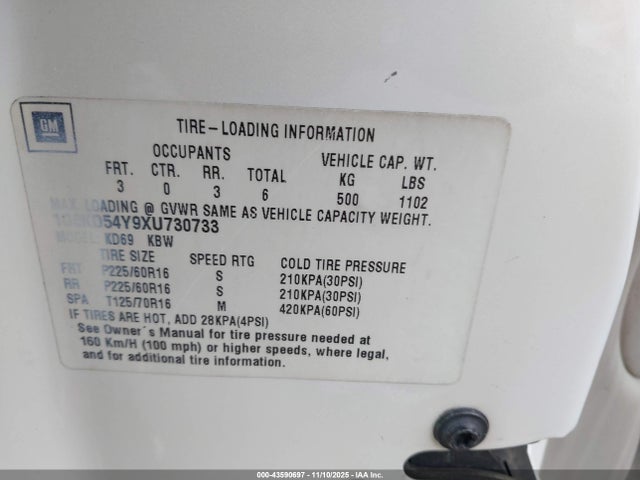 GM
TIRE-LOADING INFORMATION
OCCUPANTS VEHICLE CAP. WT.
FRT. CTR. RR. TOTAL KG LBS
3 0 3 6 500 1102
MAX. LOADING @ GVWR SAME AS VEHICLE CAPACITY WEIGHT.
1G6KD54Y9XU730733
MODEL: KD69 KBW
TIRE SIZE SPEED RTG COLD TIRE PRESSURE
FRT P225/60R16 S 210KPA(30PSI)
RR P225/60R16 S 210KPA(30PSI)
SPA T125/70R16 M 420KPA(60PSI)
IF TIRES ARE HOT, ADD 28KPA(4PSI)
See Owner's Manual for tire pressure needed at
160 Km/H (100 mph) or higher speeds, where legal,
and for additional tire information.
000-43590697 - 11/10/2025 - IAA Inc.